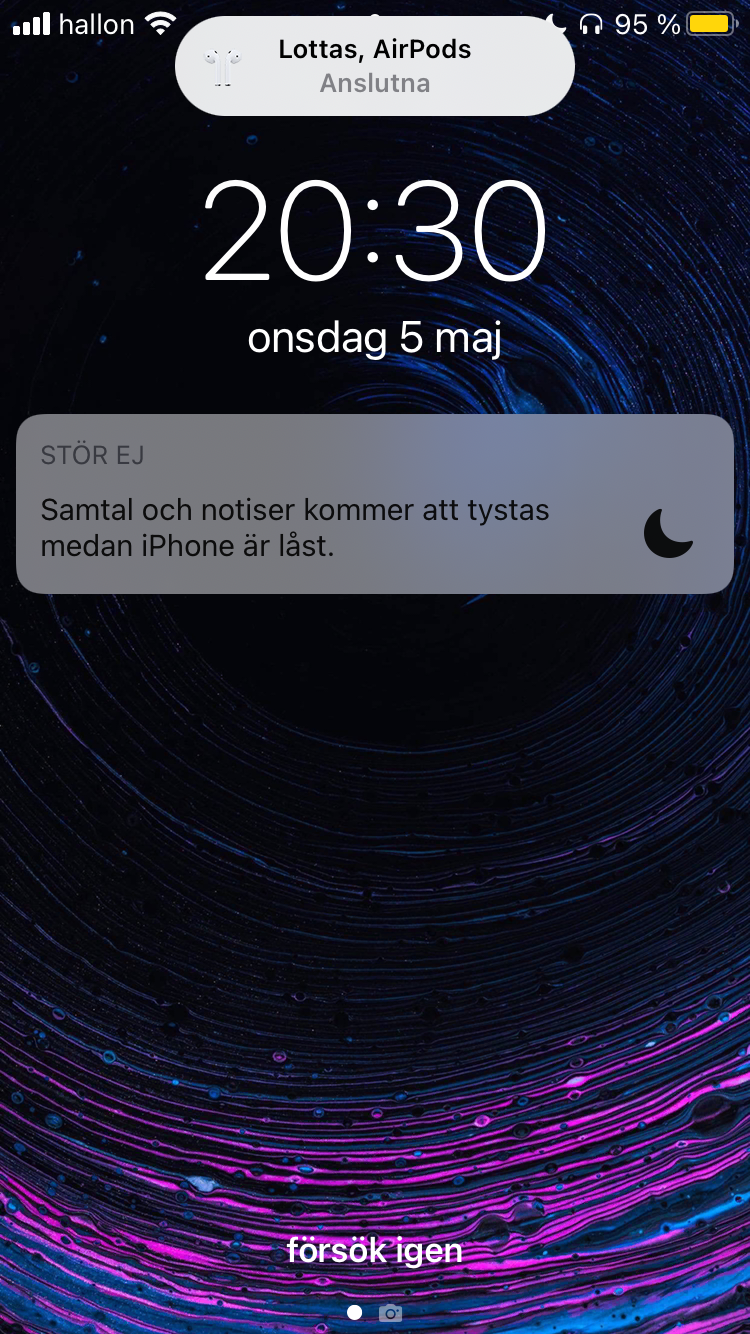 hallon 95 %
Lottas, AirPods
Anslutna
20:30
onsdag 5 maj
STÖR EJ
Samtal och notiser kommer att tystas
medan iPhone är låst.
försök igen